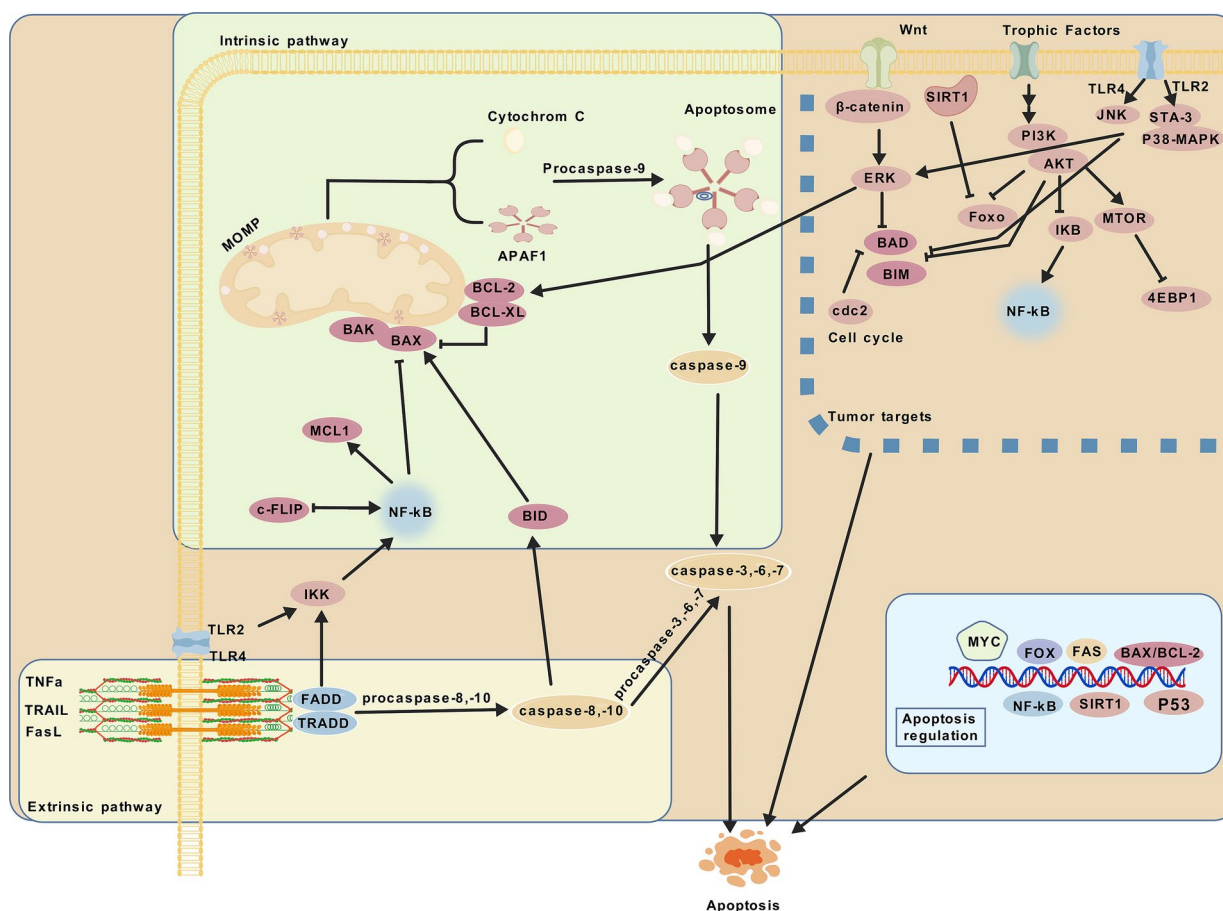 Intrinsic pathway
Wnt
Trophic Factors
TLR4
TLR2
β-catenin
SIRT1
JNK
STA-3
P38-MAPK
PI3K
AKT
Cytochrom C
Apoptosome
Procaspase-9
ERK
Foxo
IKB
MTOR
MOMP
APAF1
BAD
BIM
BCL-2
BCL-XL
cdc2
Cell cycle
NF-kB
4EBP1
BAK
BAX
caspase-9
Tumor targets
MCL1
c-FLIP
NF-kB
BID
caspase-3,-6,-7
IKK
TLR2
TLR4
procaspase-3,-6,-7
MYC
FOX
FAS
BAX/BCL-2
NF-kB
SIRT1
P53
Apoptosis
regulation
TNFa
TRAIL
FasL
FADD
TRADD
procaspase-8,-10
caspase-8,-10
Extrinsic pathway
Apoptosis